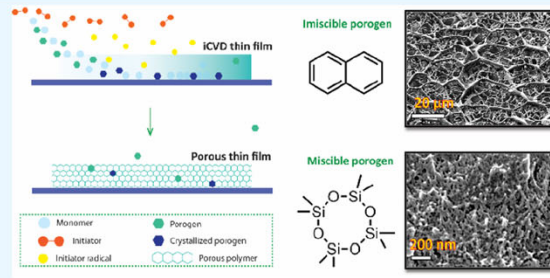 iCVD thin film
Porous thin film
Monomer
Initiator
Initiator radical
Porogen
Crystallized porogen
Porous polymer
Imiscible porogen
20 µm
Miscible porogen
Si
O
O
Si
Si
O
O
Si
200 nm